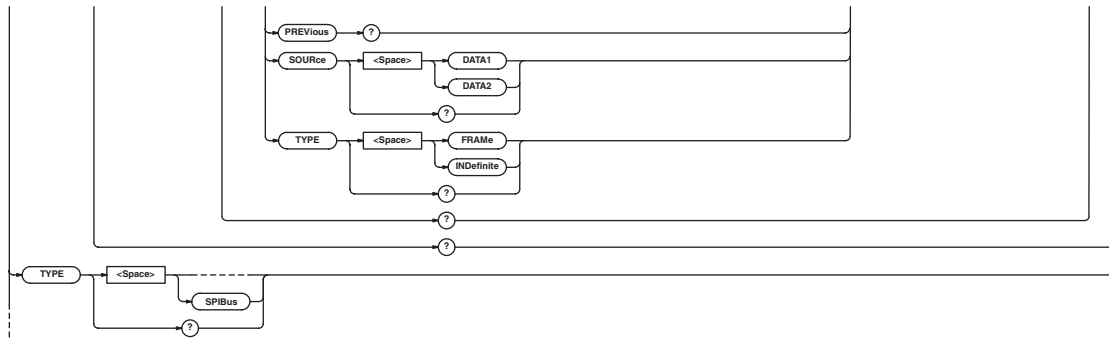 PREVious ?
SOURce <Space> DATA1
DATA2
?
TYPE <Space> FRAMe
INDefinite
?
?
?
TYPE <Space>
SPIBus
?